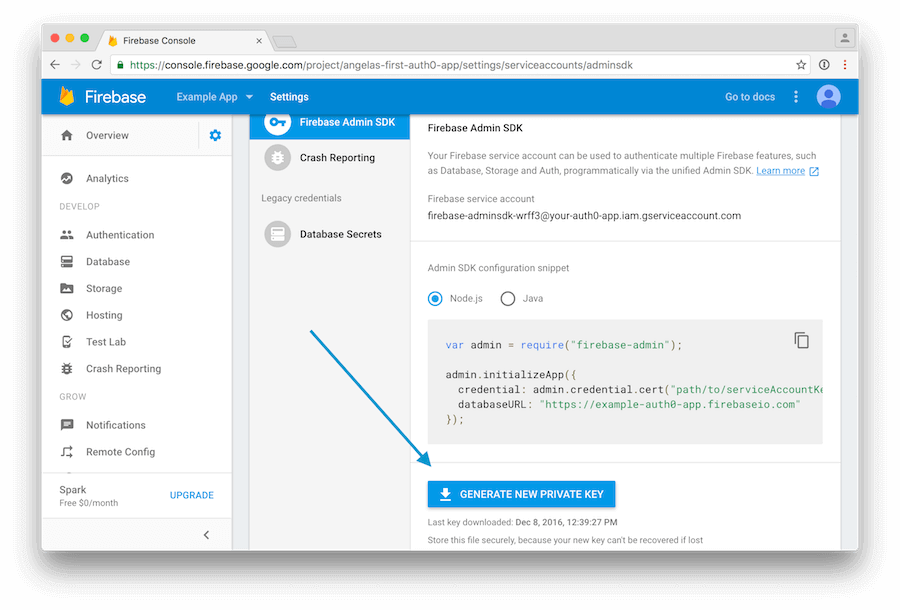 Firebase Console
https://console.firebase.google.com/project/angelas-first-auth0-app/settings/serviceaccounts/adminsdk
Firebase
Example App
Settings
Go to docs
Overview
Analytics
DEVELOP
Authentication
Database
Storage
Hosting
Test Lab
Crash Reporting
GROW
Notifications
Remote Config
Spark
Free $0/month
UPGRADE
Firebase Admin SDK
Crash Reporting
Legacy credentials
Database Secrets
Firebase Admin SDK
Your Firebase service account can be used to authenticate multiple Firebase features, such
as Database, Storage and Auth, programmatically via the unified Admin SDK. Learn more
Firebase service account
firebase-adminsdk-wrff3@your-auth0-app.iam.gserviceaccount.com
Admin SDK configuration snippet
Node.js
Java
var admin = require("firebase-admin");
admin.initializeApp({
credential: admin.credential.cert("path/to/serviceAccountKe
databaseURL: "https://example-auth0-app.firebaseio.com"
});
GENERATE NEW PRIVATE KEY
Last key downloaded: Dec 8, 2016, 12:39:27 PM
Store this file securely, because your new key can't be recovered if lost